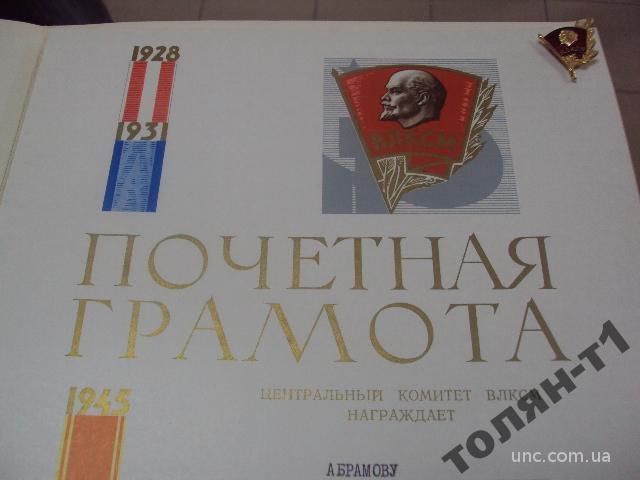 1928
1931
ВЛКСМ
ПОЧЕТНАЯ
ГРАМОТА
1945
ЦЕНТРАЛЬНЫЙ КОМИТЕТ ВЛКСМ
НАГРАЖДАЕТ
АБРАМОВУ
ТОЛЯН-Т1
unc.com.ua